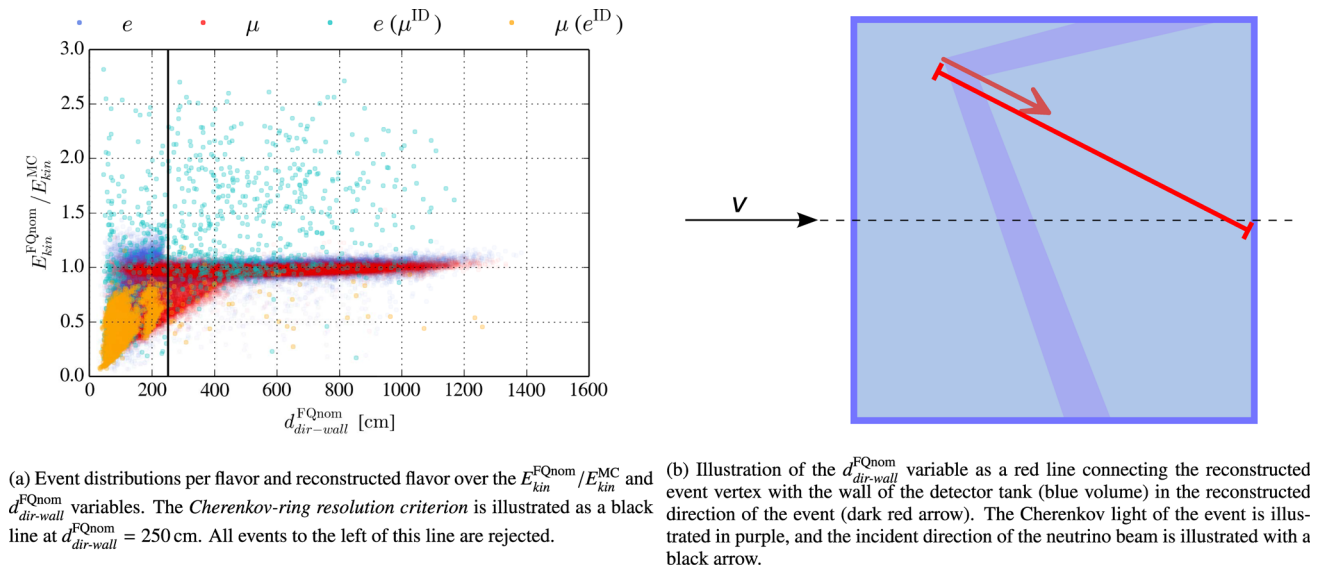 e μ e (μ^ID) μ (e^ID)
3.0
2.5
2.0
1.5
1.0
0.5
0.0
E_kin^FQnom / E_kin^MC
0 200 400 600 800 1000 1200 1400 1600
d_dir−wall^FQnom [cm]
ν
(a) Event distributions per flavor and reconstructed flavor over the E_kin^FQnom/E_kin^MC and
d_dir-wall^FQnom variables. The Cherenkov-ring resolution criterion is illustrated as a black
line at d_dir-wall^FQnom = 250 cm. All events to the left of this line are rejected.
(b) Illustration of the d_dir-wall^FQnom variable as a red line connecting the reconstructed
event vertex with the wall of the detector tank (blue volume) in the reconstructed
direction of the event (dark red arrow). The Cherenkov light of the event is illus-
trated in purple, and the incident direction of the neutrino beam is illustrated with a
black arrow.